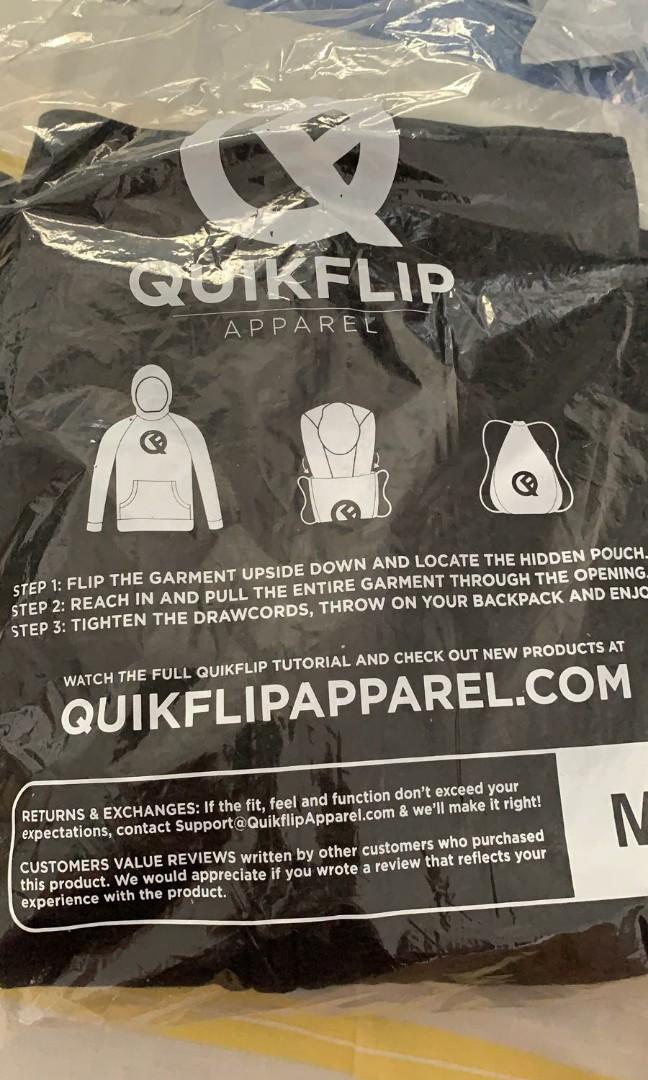 QUIKFLIP
APPAREL
STEP 1: FLIP THE GARMENT UPSIDE DOWN AND LOCATE THE HIDDEN POUCH.
STEP 2: REACH IN AND PULL THE ENTIRE GARMENT THROUGH THE OPENING.
STEP 3: TIGHTEN THE DRAWCORDS, THROW ON YOUR BACKPACK AND ENJO
WATCH THE FULL QUIKFLIP TUTORIAL AND CHECK OUT NEW PRODUCTS AT
QUIKFLIPAPPAREL.COM
RETURNS & EXCHANGES: If the fit, feel and function don't exceed your
expectations, contact Support@QuikflipApparel.com & we'll make it right!
M
CUSTOMERS VALUE REVIEWS written by other customers who purchased
this product. We would appreciate if you wrote a review that reflects your
experience with the product.